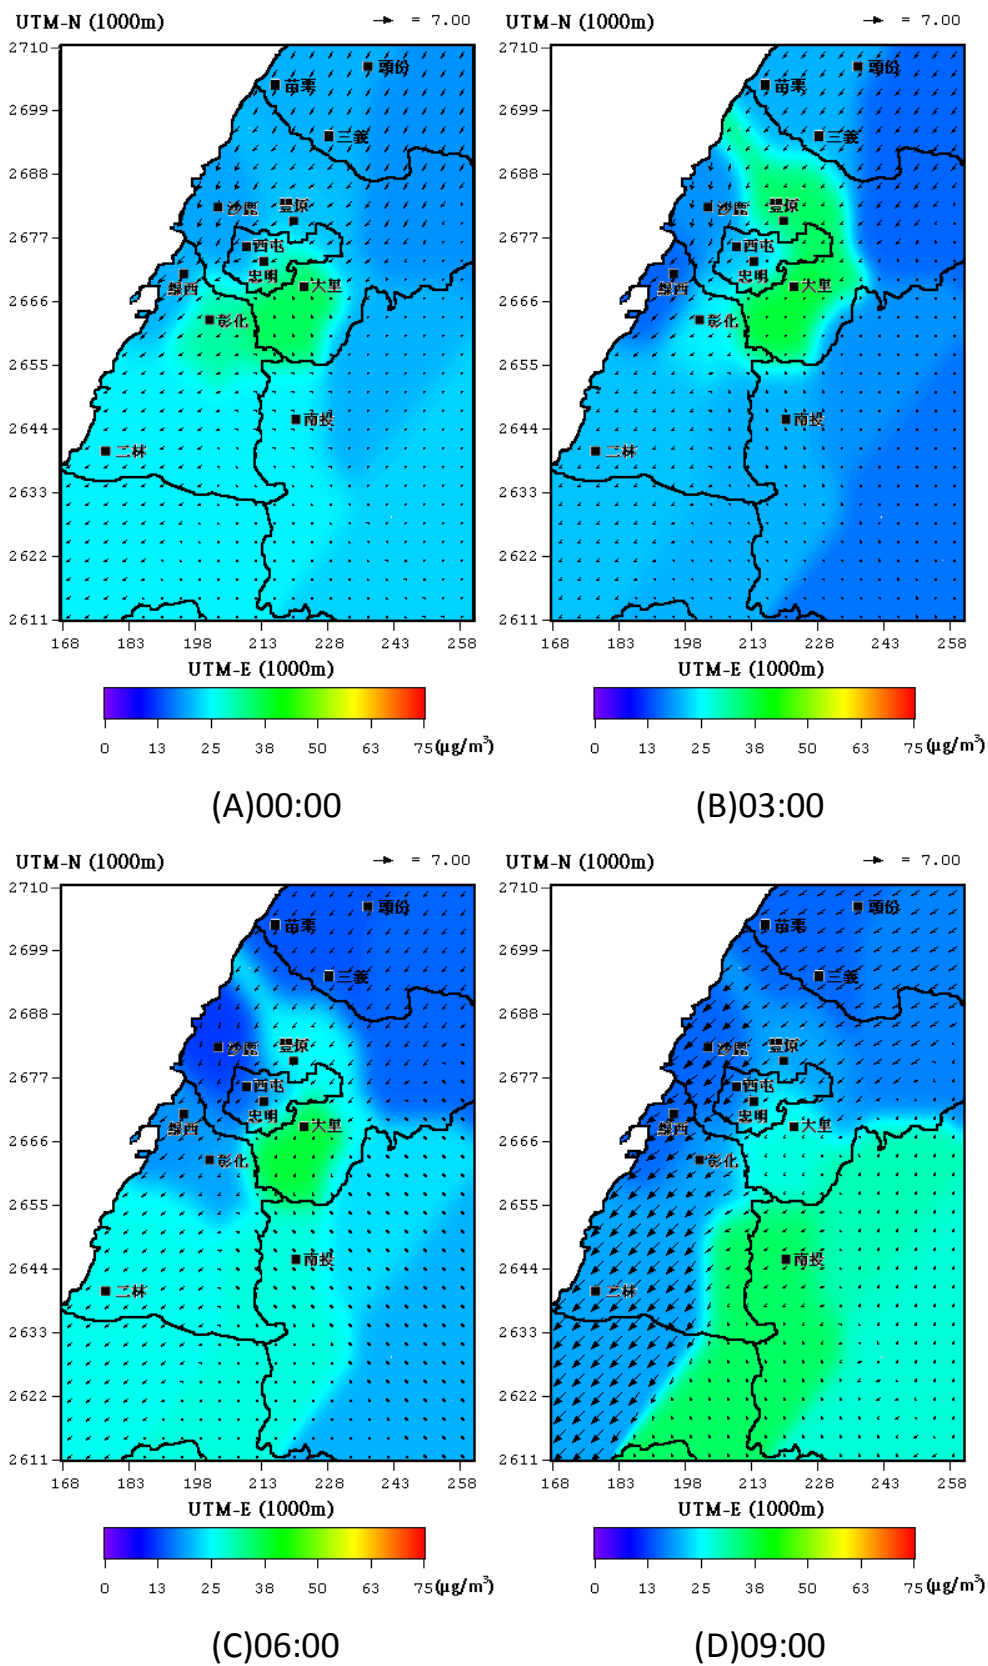 UTM-N (1000m) = 7.00
2710
2699
2688
2677
2666
2655
2644
2633
2622
2611
苗栗
頭份
三義
沙鹿
豐原
西屯
忠明
大里
線西
彰化
南投
二林
168 183 198 213 228 243 258
UTM-E (1000m)
0 13 25 38 50 63 75 (μg/m³)
(A)00:00
UTM-N (1000m) = 7.00
2710
2699
2688
2677
2666
2655
2644
2633
2622
2611
苗栗
頭份
三義
沙鹿
豐原
西屯
忠明
大里
線西
彰化
南投
二林
168 183 198 213 228 243 258
UTM-E (1000m)
0 13 25 38 50 63 75 (μg/m³)
(B)03:00
UTM-N (1000m) = 7.00
2710
2699
2688
2677
2666
2655
2644
2633
2622
2611
苗栗
頭份
三義
沙鹿
豐原
西屯
忠明
大里
線西
彰化
南投
二林
168 183 198 213 228 243 258
UTM-E (1000m)
0 13 25 38 50 63 75 (μg/m³)
(C)06:00
UTM-N (1000m) = 7.00
2710
2699
2688
2677
2666
2655
2644
2633
2622
2611
苗栗
頭份
三義
沙鹿
豐原
西屯
忠明
大里
線西
彰化
南投
二林
168 183 198 213 228 243 258
UTM-E (1000m)
0 13 25 38 50 63 75 (μg/m³)
(D)09:00